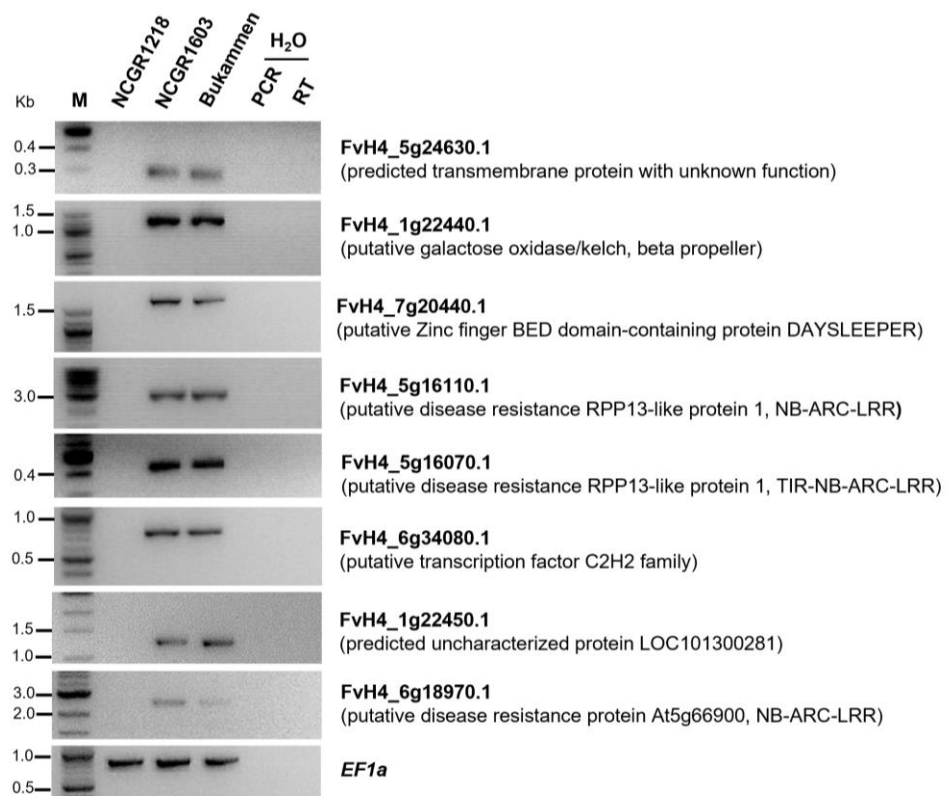 H₂O
NCGR1218
NCGR1603
Bukammen
PCR
RT
Kb
M
0.4
0.3
FvH4_5g24630.1
(predicted transmembrane protein with unknown function)
1.5
1.0
FvH4_1g22440.1
(putative galactose oxidase/kelch, beta propeller)
1.5
FvH4_7g20440.1
(putative Zinc finger BED domain-containing protein DAYSLEEPER)
3.0
FvH4_5g16110.1
(putative disease resistance RPP13-like protein 1, NB-ARC-LRR)
0.4
FvH4_5g16070.1
(putative disease resistance RPP13-like protein 1, TIR-NB-ARC-LRR)
1.0
0.5
FvH4_6g34080.1
(putative transcription factor C2H2 family)
1.5
1.0
FvH4_1g22450.1
(predicted uncharacterized protein LOC101300281)
3.0
2.0
FvH4_6g18970.1
(putative disease resistance protein At5g66900, NB-ARC-LRR)
1.0
0.5
EF1a